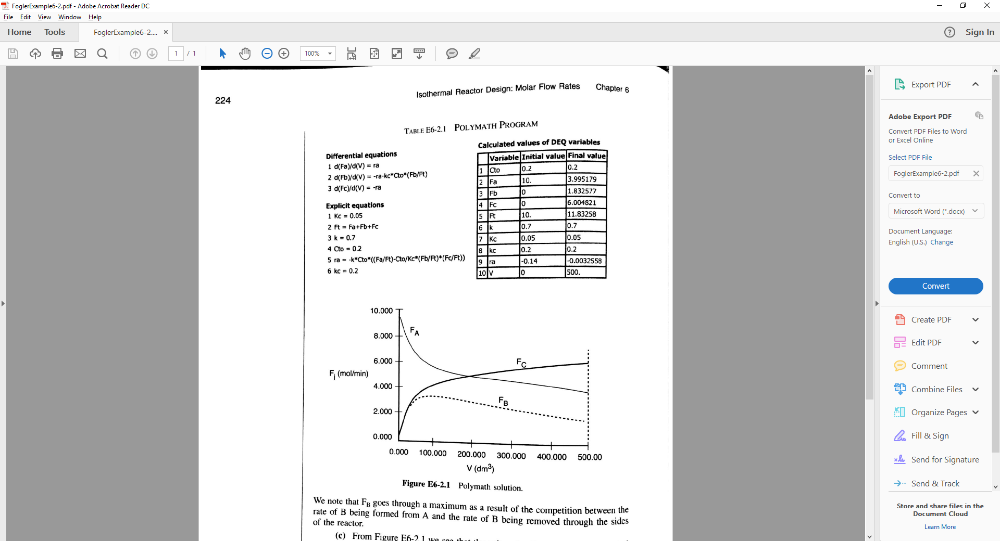 FoglerExample6-2.pdf - Adobe Acrobat Reader DC
File Edit View Window Help
Home Tools FoglerExample6-2.... × ? Sign In
1 / 1 100%
224
Isothermal Reactor Design: Molar Flow Rates Chapter 6
TABLE E6-2.1 POLYMATH PROGRAM
Differential equations
1 d(Fa)/d(V) = ra
2 d(Fb)/d(V) = -ra-kc*Cto*(Fb/Ft)
3 d(Fc)/d(V) = -ra
Explicit equations
1 Kc = 0.05
2 Ft = Fa+Fb+Fc
3 k = 0.7
4 Cto = 0.2
5 ra = -k*Cto*((Fa/Ft)-Cto/Kc*(Fb/Ft)*(Fc/Ft))
6 kc = 0.2
Calculated values of DEQ variables
Variable Initial value Final value
1 Cto 0.2 0.2
2 Fa 10. 3.995179
3 Fb 0 1.832577
4 Fc 0 6.004821
5 Ft 10. 11.83258
6 k 0.7 0.7
7 Kc 0.05 0.05
8 kc 0.2 0.2
9 ra -0.14 -0.0032558
10 V 0 500.
10.000
8.000
6.000
4.000
2.000
0.000
Fj (mol/min)
FA
FC
FB
0.000 100.000 200.000 300.000 400.000 500.00
V (dm3)
Figure E6-2.1 Polymath solution.
We note that FB goes through a maximum as a result of the competition between the
rate of B being formed from A and the rate of B being removed through the sides
of the reactor.
(c) From Figure E6-2.1 we see that
Export PDF
Adobe Export PDF
Convert PDF Files to Word
or Excel Online
Select PDF File
FoglerExample6-2.pdf
Convert to
Microsoft Word (*.docx)
Document Language:
English (U.S.) Change
Convert
Create PDF
Edit PDF
Comment
Combine Files
Organize Pages
Fill & Sign
Send for Signature
Send & Track
Store and share files in the
Document Cloud
Learn More